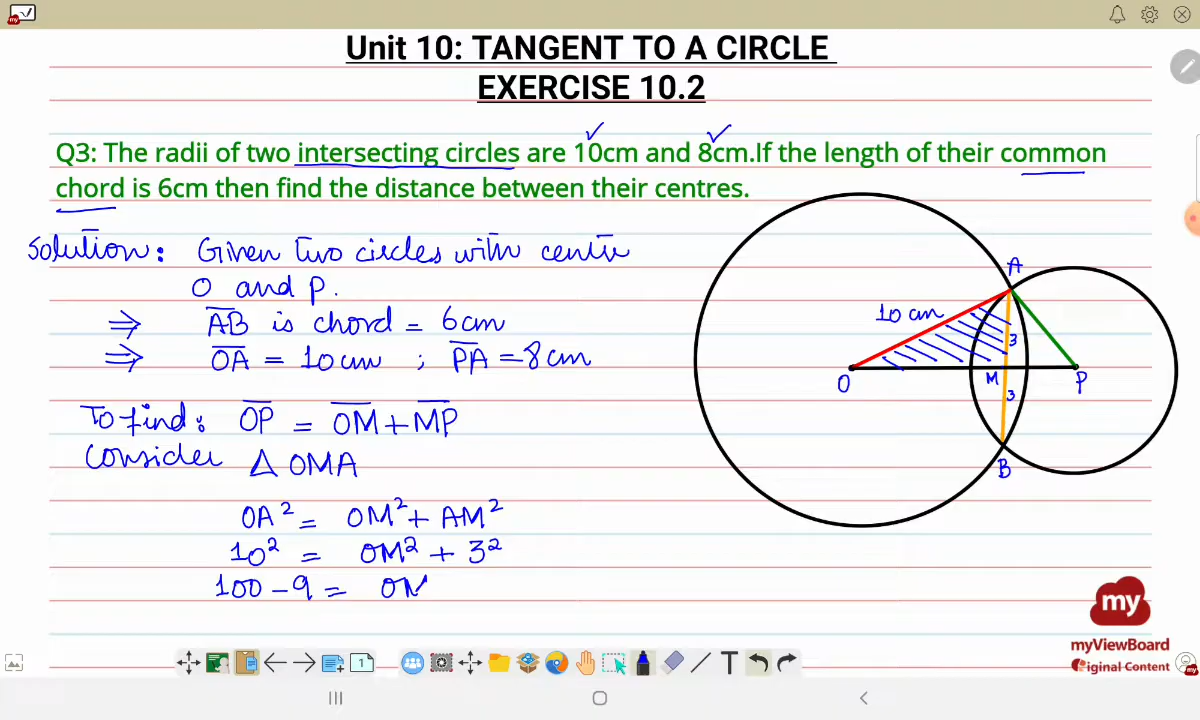 Unit 10: TANGENT TO A CIRCLE
EXERCISE 10.2
Q3: The radii of two intersecting circles are 10cm and 8cm.If the length of their common
chord is 6cm then find the distance between their centres.
Solution: Given two circles with centre
O and P.
⇒ AB is chord = 6cm
⇒ OA = 10cm ; PA = 8cm
To find: OP = OM + MP
Consider △ OMA
OA² = OM² + AM²
10² = OM² + 3²
100 - 9 = OM
A
10 cm
3
O
M
P
3
B
my
myViewBoard
Original Content
1
T